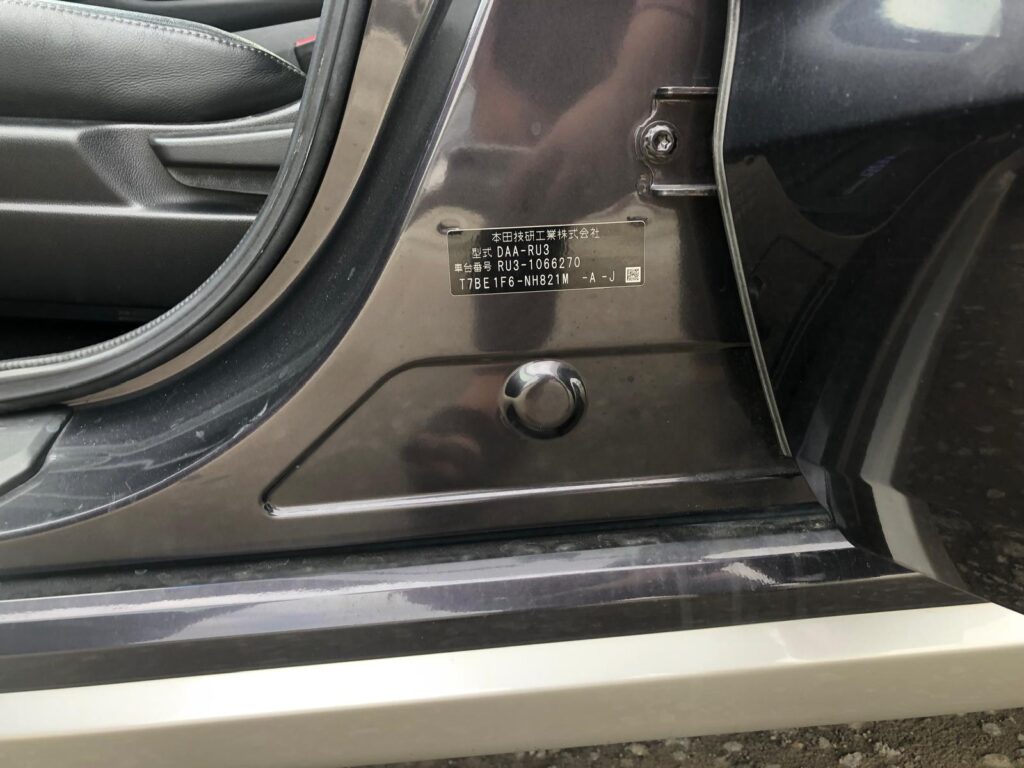 本田技研工業株式会社
型式 DAA-RU3
車台番号 RU3-1066270
T7BE1F6-NH821M -A -J